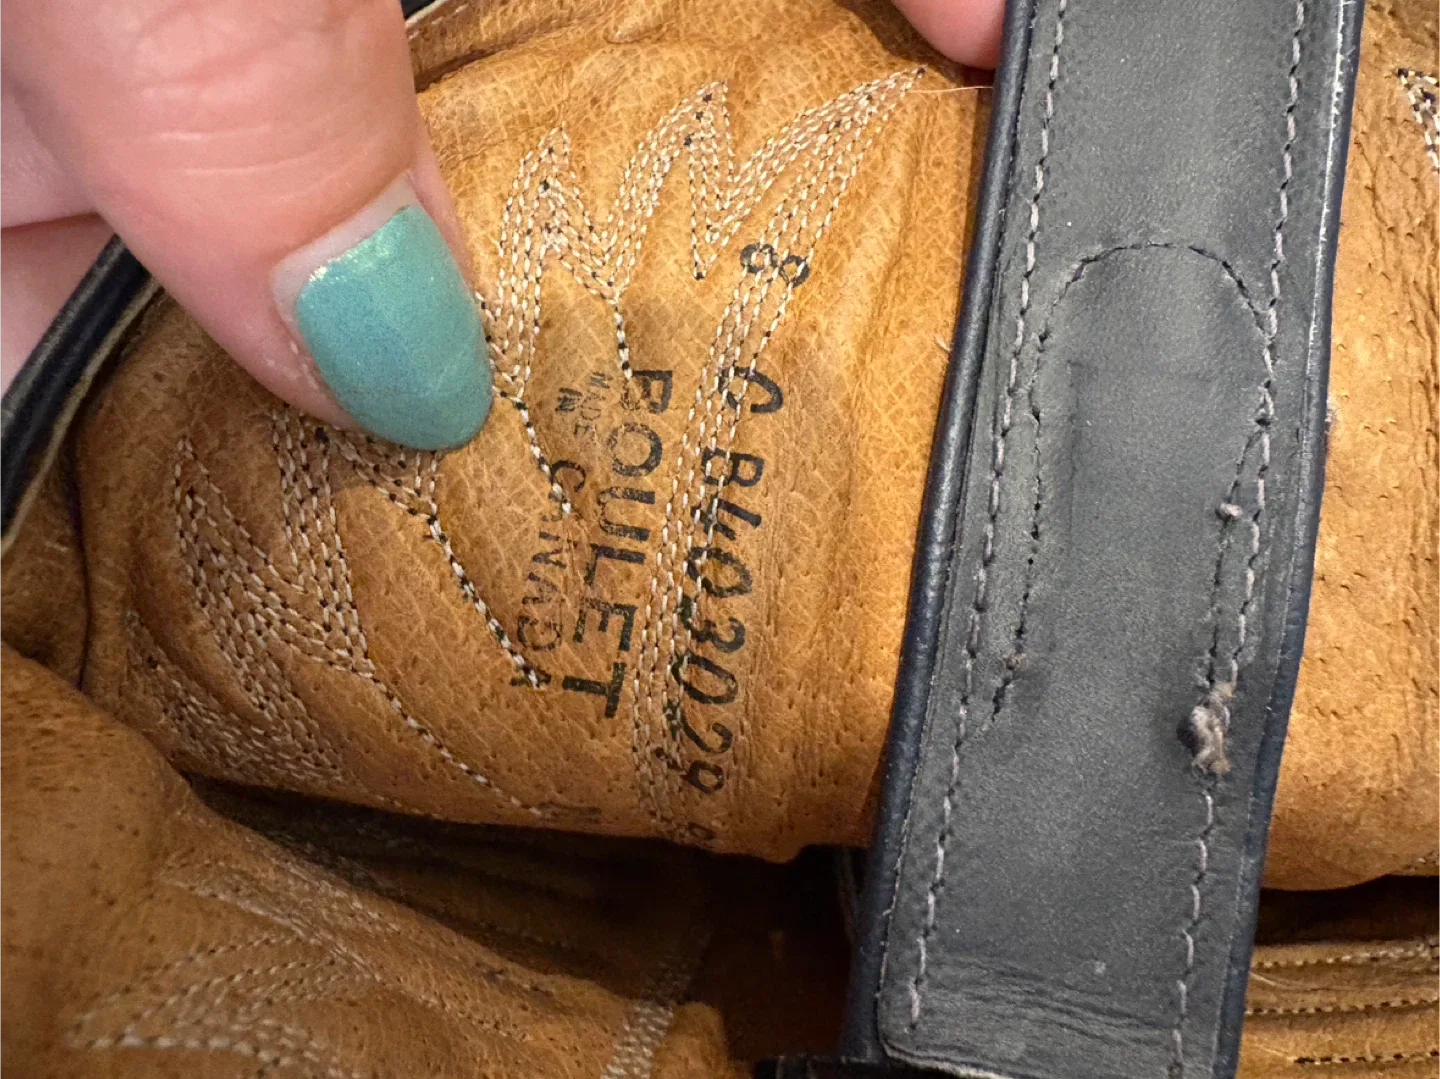 8 C B403029
BOULET
MADE
IN
CANADA